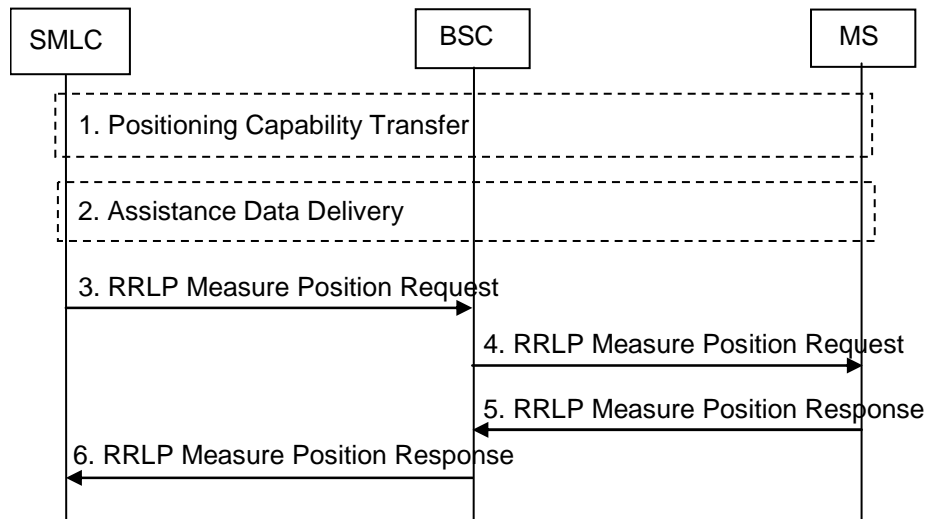 SMLC
BSC
MS
1. Positioning Capability Transfer
2. Assistance Data Delivery
3. RRLP Measure Position Request
4. RRLP Measure Position Request
5. RRLP Measure Position Response
6. RRLP Measure Position Response